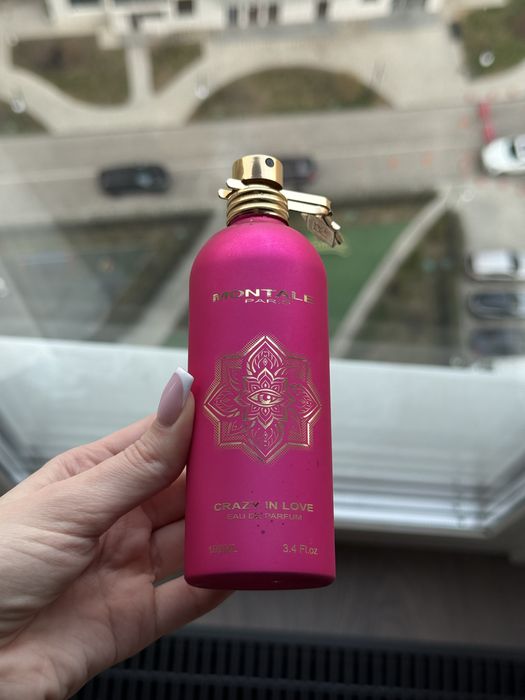 MONTALE
PARIS
CRAZY IN LOVE
EAU DE PARFUM
100ML 3.4 Fl.oz